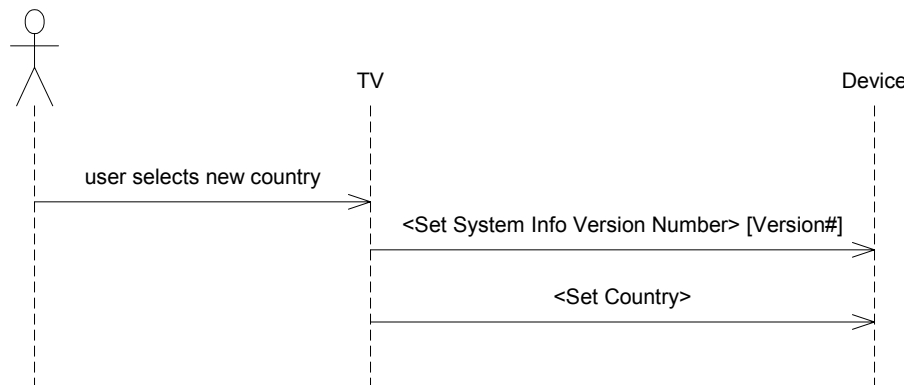 TV
Device
user selects new country
<Set System Info Version Number> [Version#]
<Set Country>